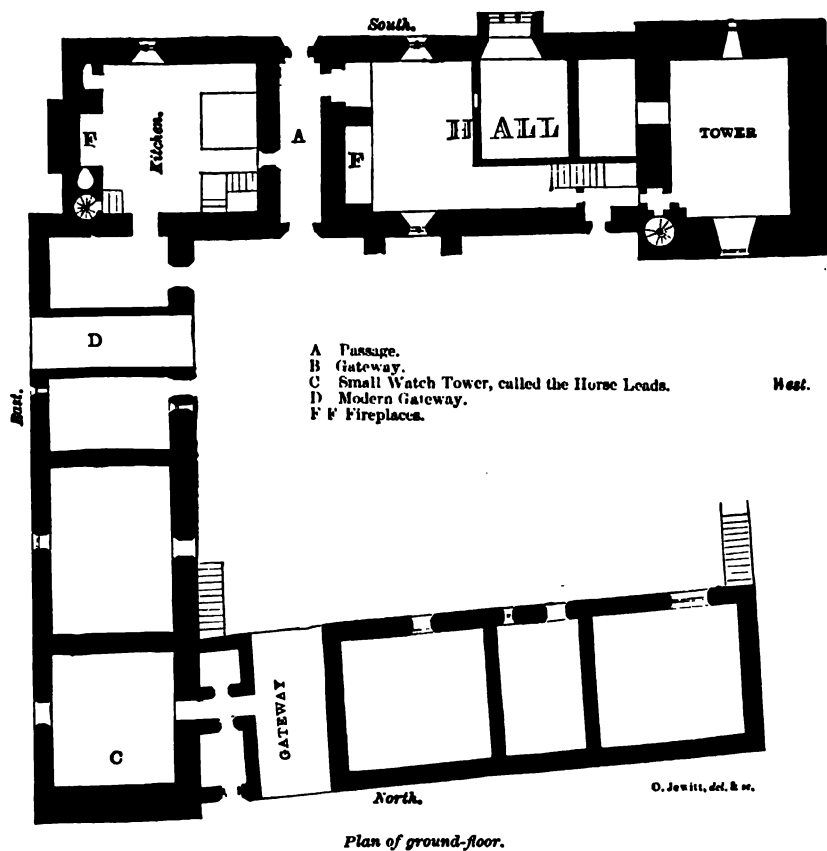 South.
Kitchen.
F
A
F
HALL
TOWER
D
A Passage.
B Gateway.
C Small Watch Tower, called the Horse Leads.
D Modern Gateway.
F F Fireplaces.
East.
West.
GATEWAY
C
North.
O. Jewitt, del. & sc.
Plan of ground-floor.